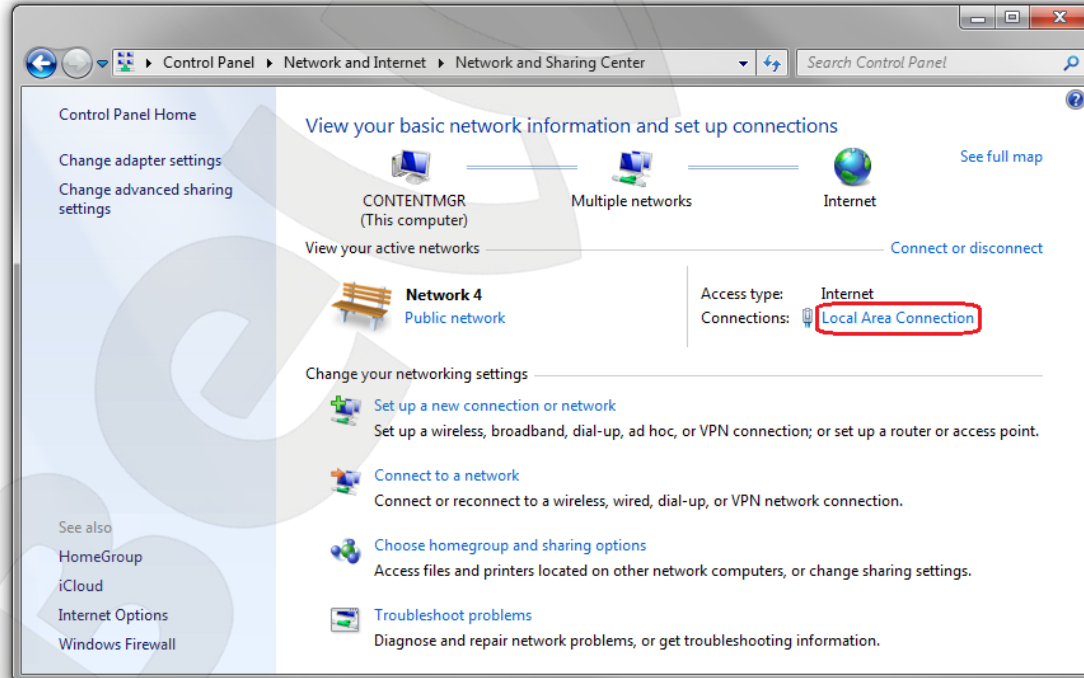 Control Panel ▸ Network and Internet ▸ Network and Sharing Center
Search Control Panel
Control Panel Home
Change adapter settings
Change advanced sharing
settings
View your basic network information and set up connections
See full map
CONTENTMGR
(This computer)
Multiple networks
Internet
View your active networks
Connect or disconnect
Network 4
Public network
Access type: Internet
Connections: Local Area Connection
Change your networking settings
Set up a new connection or network
Set up a wireless, broadband, dial-up, ad hoc, or VPN connection; or set up a router or access point.
Connect to a network
Connect or reconnect to a wireless, wired, dial-up, or VPN network connection.
Choose homegroup and sharing options
Access files and printers located on other network computers, or change sharing settings.
Troubleshoot problems
Diagnose and repair network problems, or get troubleshooting information.
See also
HomeGroup
iCloud
Internet Options
Windows Firewall